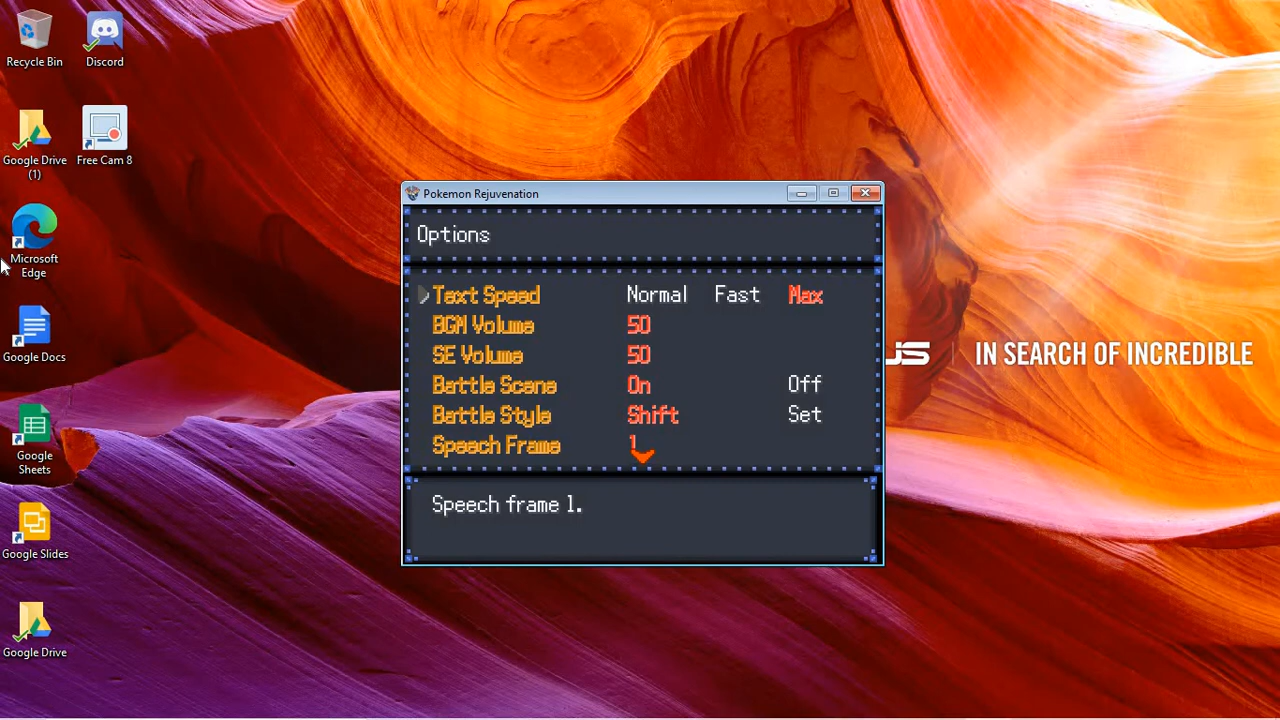 Recycle Bin
Discord
Google Drive
(1)
Free Cam 8
Microsoft
Edge
Google Docs
Google
Sheets
Google Slides
Google Drive
Pokemon Rejuvenation
Options
Text Speed Normal Fast Max
BGM Volume 50
SE Volume 50
Battle Scene On Off
Battle Style Shift Set
Speech Frame 1
Speech frame 1.
IN SEARCH OF INCREDIBLE